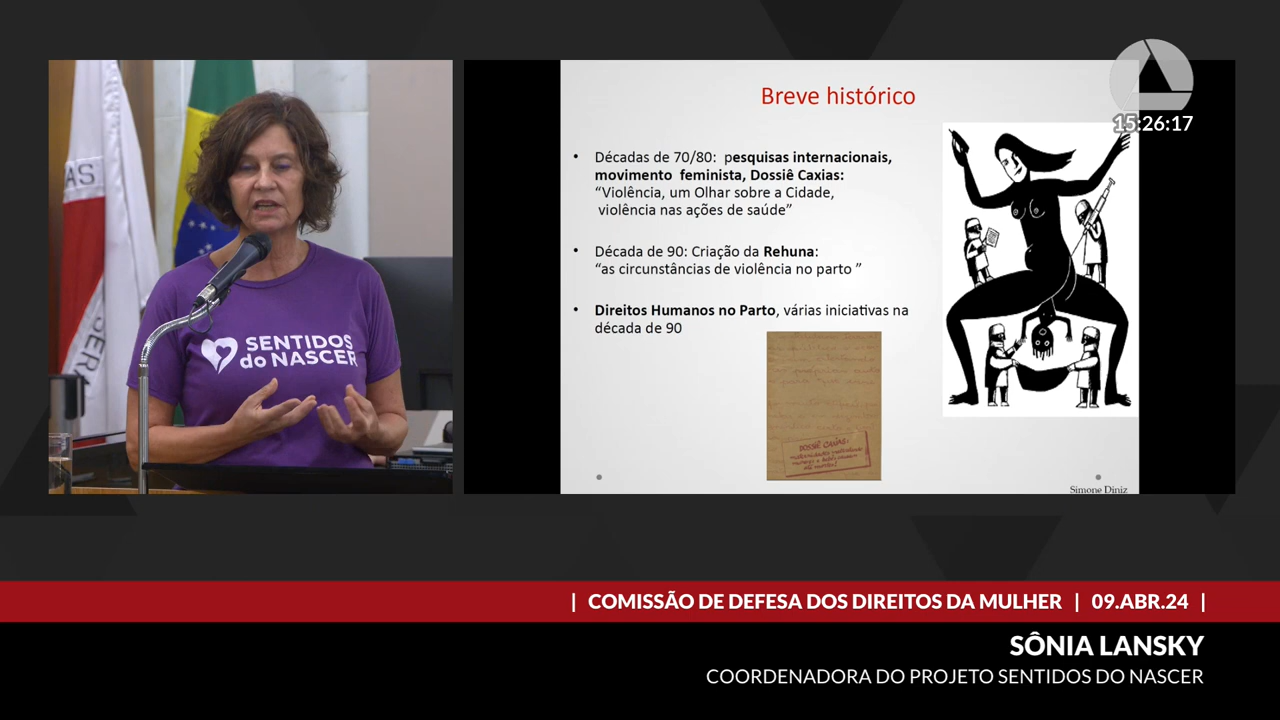 15:26:17
Breve histórico
• Décadas de 70/80: pesquisas internacionais,
movimento feminista, Dossiê Caxias:
“Violência, um Olhar sobre a Cidade,
violência nas ações de saúde”
• Década de 90: Criação da Rehuna:
“as circunstâncias de violência no parto ”
• Direitos Humanos no Parto, várias iniciativas na
década de 90
DOSSIÊ CAXIAS:
Simone Diniz
AS
SERA
SENTIDOS
do NASCER
| COMISSÃO DE DEFESA DOS DIREITOS DA MULHER | 09.ABR.24 |
SÔNIA LANSKY
COORDENADORA DO PROJETO SENTIDOS DO NASCER